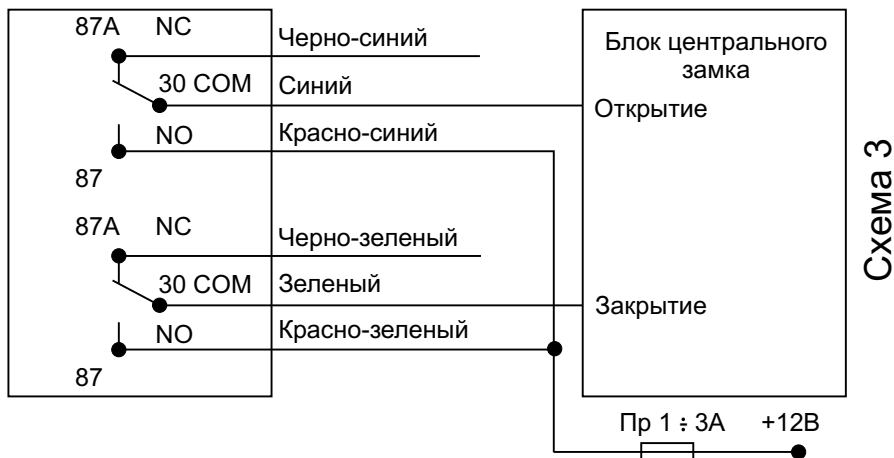 87A NC
Черно-синий
30 COM Синий
NO Красно-синий
87
87A NC
Черно-зеленый
30 COM Зеленый
NO Красно-зеленый
87
Блок центрального
замка
Открытие
Закрытие
Пр 1 ÷ 3А +12В
Схема 3